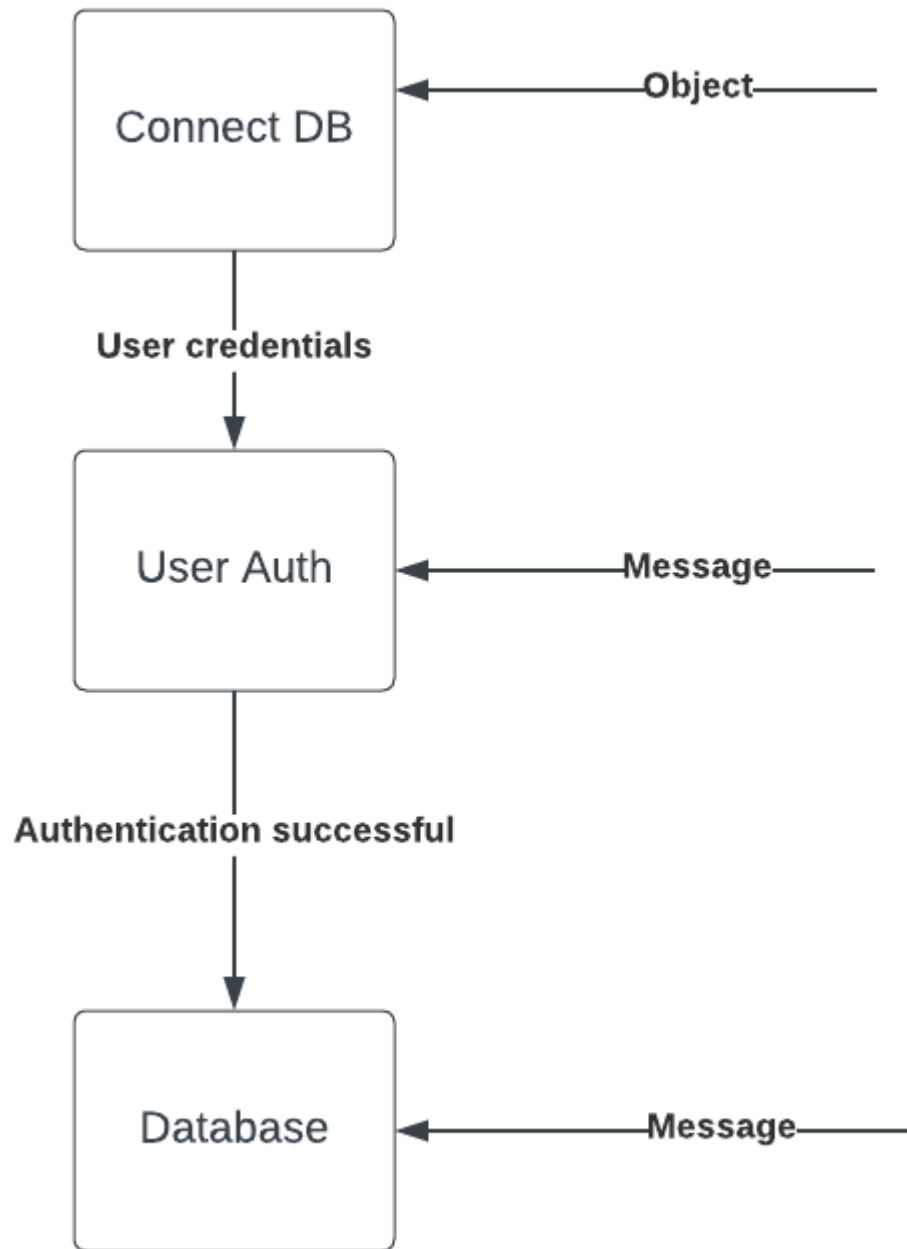 Connect DB
Object
User credentials
User Auth
Message
Authentication successful
Database
Message